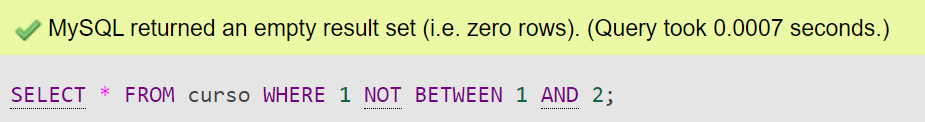 MySQL returned an empty result set (i.e. zero rows). (Query took 0.0007 seconds.)
SELECT * FROM curso WHERE 1 NOT BETWEEN 1 AND 2;